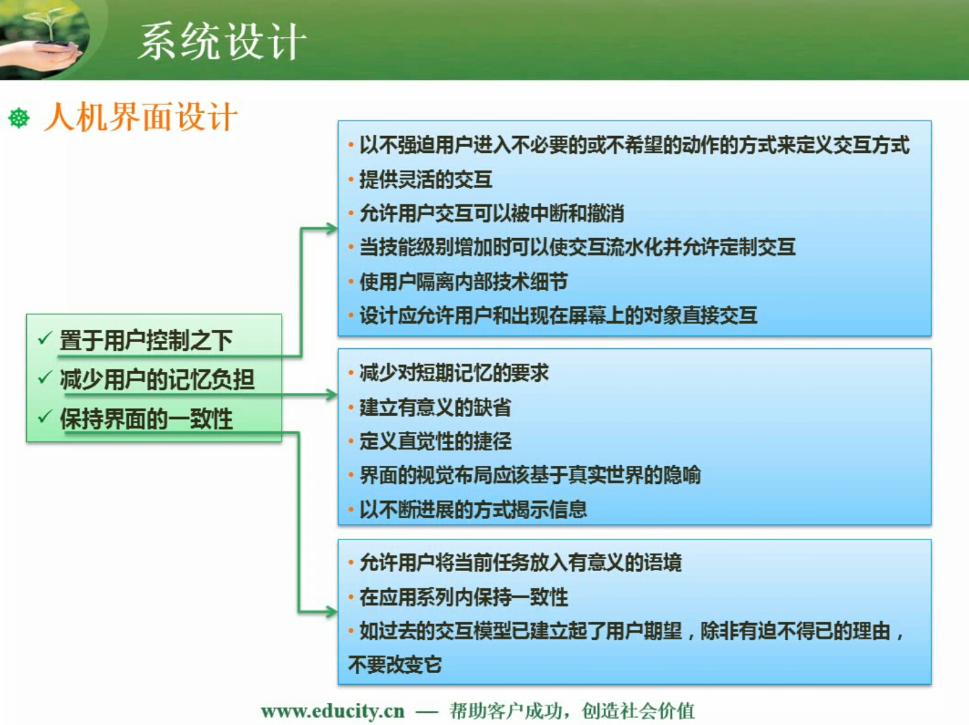 系统设计
人机界面设计
置于用户控制之下
减少用户的记忆负担
保持界面的一致性
·以不强迫用户进入不必要的或不希望的动作的方式来定义交互方式
·提供灵活的交互
·允许用户交互可以被中断和撤消
·当技能级别增加时可以使交互流水化并允许定制交互
·使用户隔离内部技术细节
·设计应允许用户和出现在屏幕上的对象直接交互
·减少对短期记忆的要求
·建立有意义的缺省
·定义直觉性的捷径
·界面的视觉布局应该基于真实世界的隐喻
·以不断进展的方式揭示信息
·允许用户将当前任务放入有意义的语境
·在应用系列内保持一致性
·如过去的交互模型已建立起了用户期望，除非有迫不得已的理由，
不要改变它
www.educity.cn — 帮助客户成功，创造社会价值